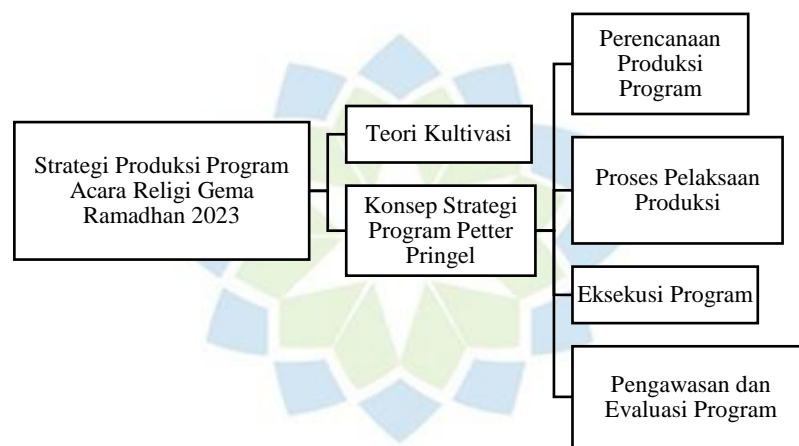 Strategi Produksi Program
Acara Religi Gema
Ramadhan 2023
Teori Kultivasi
Konsep Strategi
Program Petter
Pringel
Perencanaan
Produksi
Program
Proses Pelaksaan
Produksi
Eksekusi Program
Pengawasan dan
Evaluasi Program